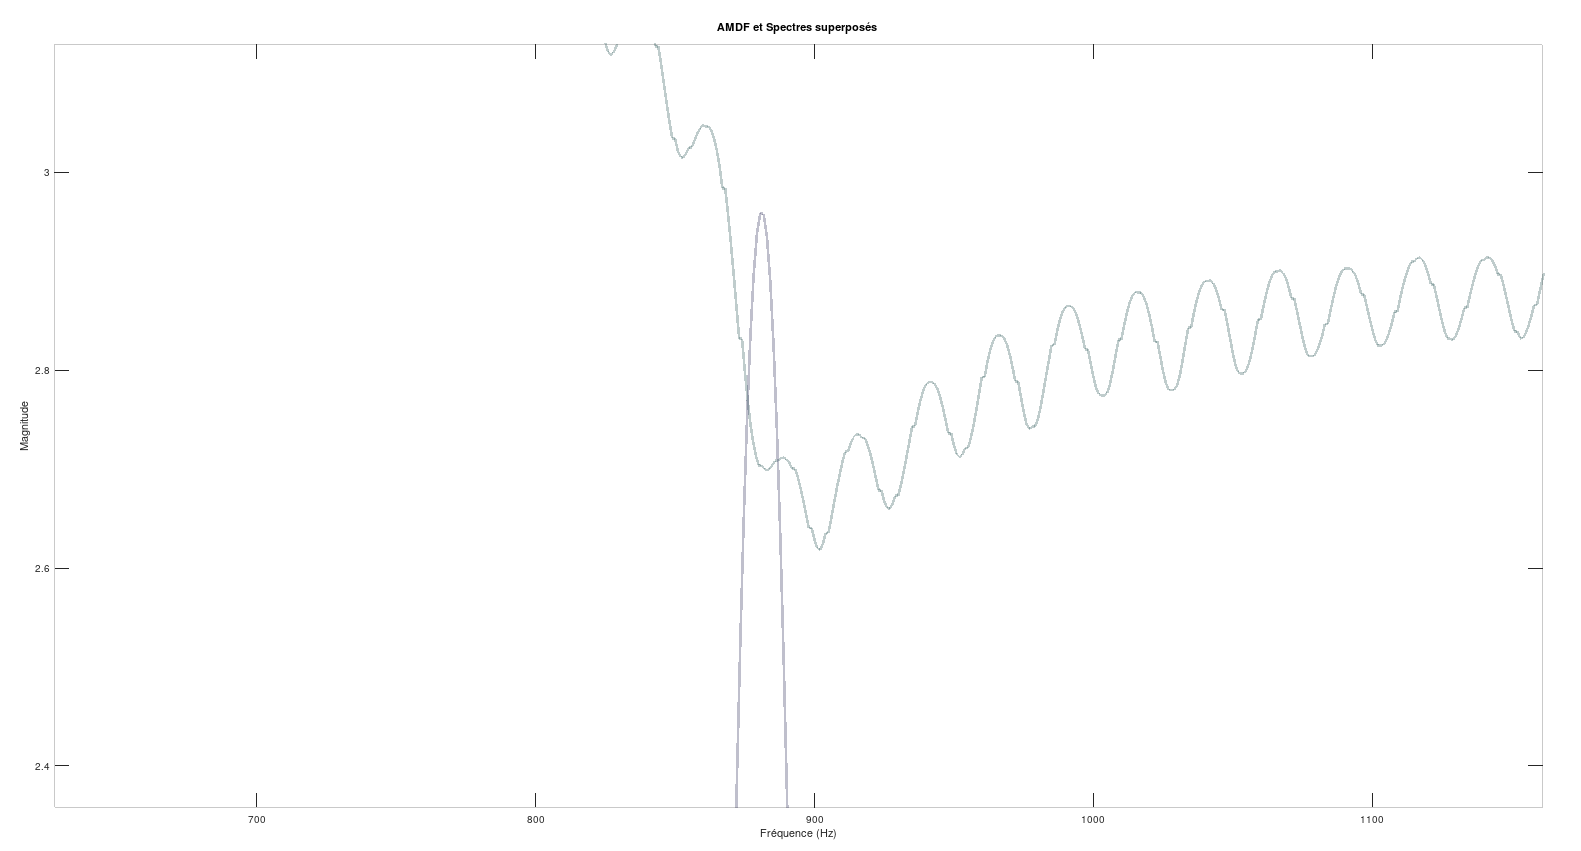 AMDF et Spectres superposés
3
2.8
2.6
2.4
Magnitude
700 800 900 1000 1100
Fréquence (Hz)